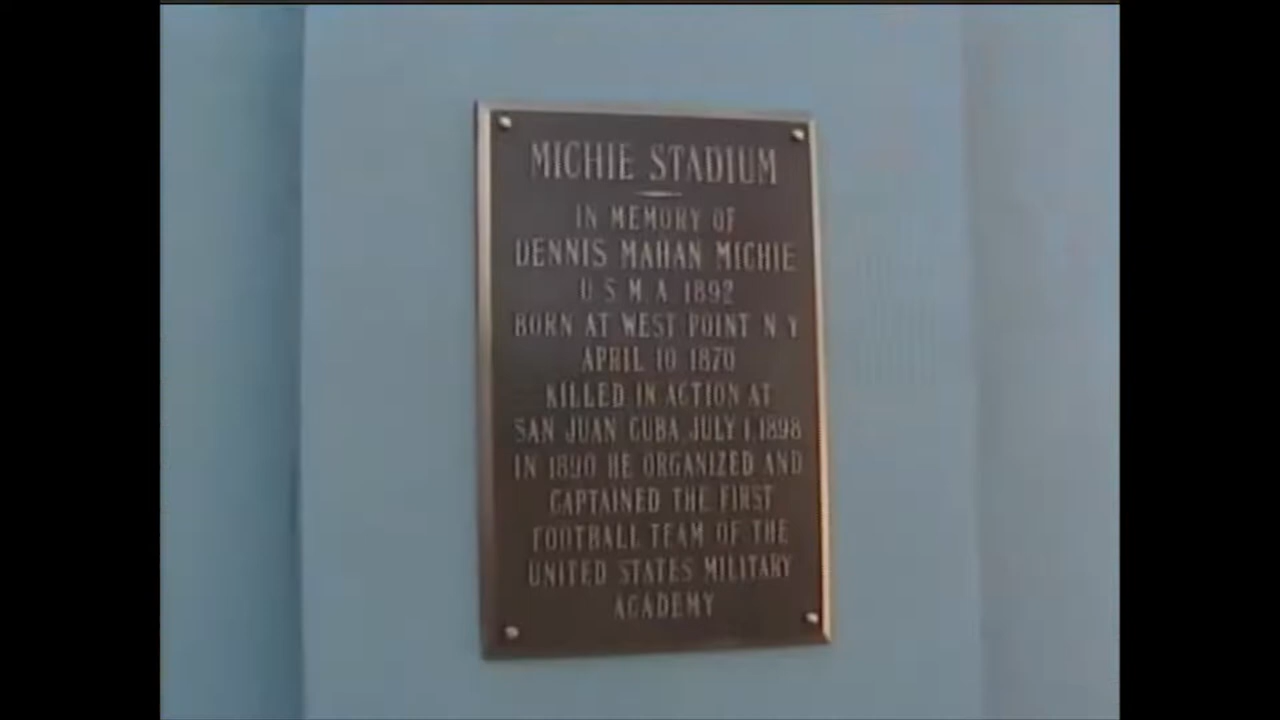 MICHIE STADIUM
IN MEMORY OF
DENNIS MAHAN MICHIE
U.S.M.A. 1892
BORN AT WEST POINT N Y
APRIL 10 1870
KILLED IN ACTION AT
SAN JUAN CUBA JULY 1, 1898
IN 1890 HE ORGANIZED AND
CAPTAINED THE FIRST
FOOTBALL TEAM OF THE
UNITED STATES MILITARY
ACADEMY